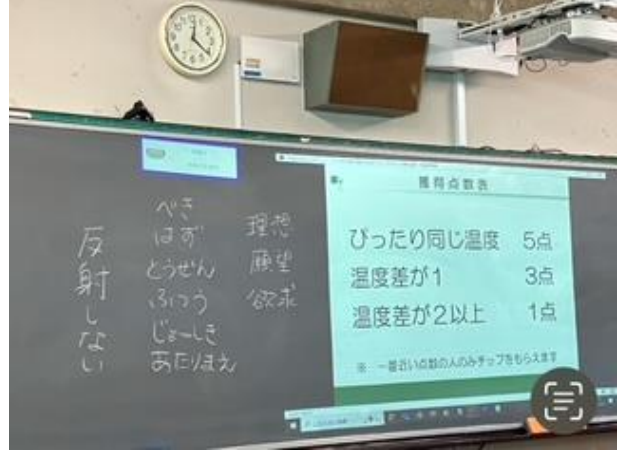 反射しない
べき
はず
とうぜん
ふつう
じょーしき
あたりまえ
理想
願望
欲求
獲得点数表
ぴったり同じ温度 5点
温度差が1 3点
温度差が2以上 1点
※ 一番近い点数の人のみチップをもらえます